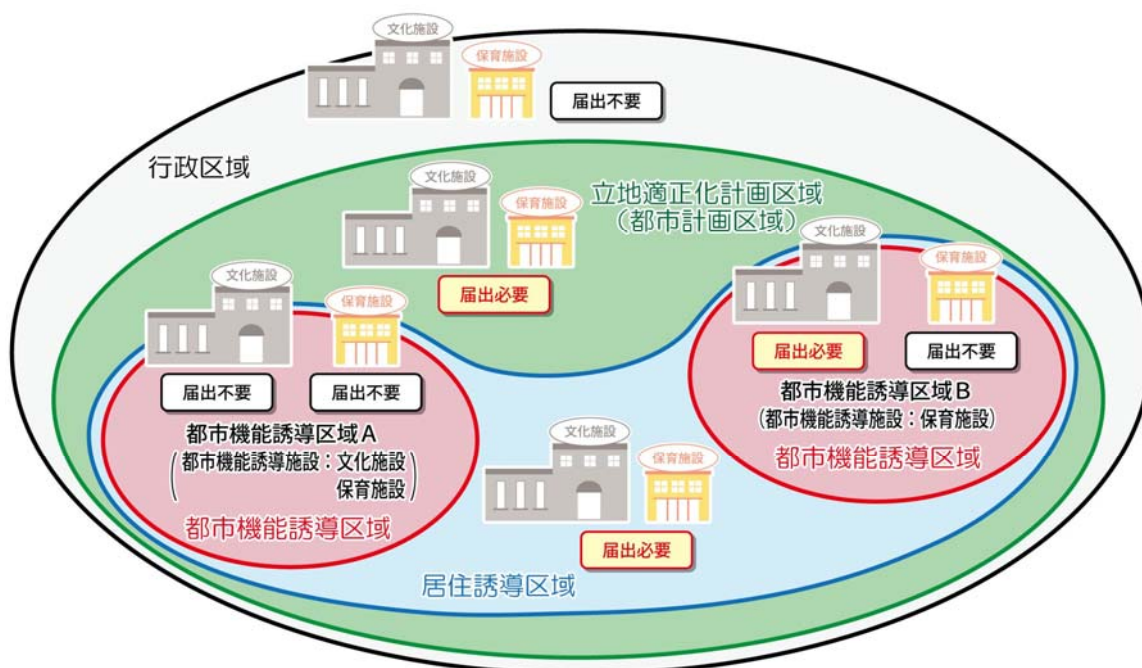 文化施設
保育施設
届出不要
行政区域
文化施設
保育施設
届出必要
立地適正化計画区域
（都市計画区域）
文化施設
保育施設
届出不要
届出不要
都市機能誘導区域A
（都市機能誘導施設：文化施設
保育施設）
都市機能誘導区域
文化施設
保育施設
届出必要
届出不要
都市機能誘導区域B
（都市機能誘導施設：保育施設）
都市機能誘導区域
文化施設
保育施設
届出必要
居住誘導区域